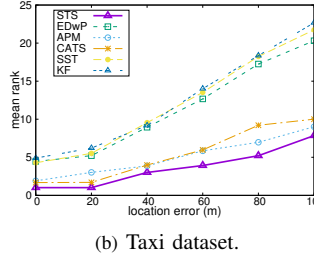 25
20
15
10
5
0
mean rank
STS
EDwP
APM
CATS
SST
KF
0 20 40 60 80 100
location error (m)
(b) Taxi dataset.